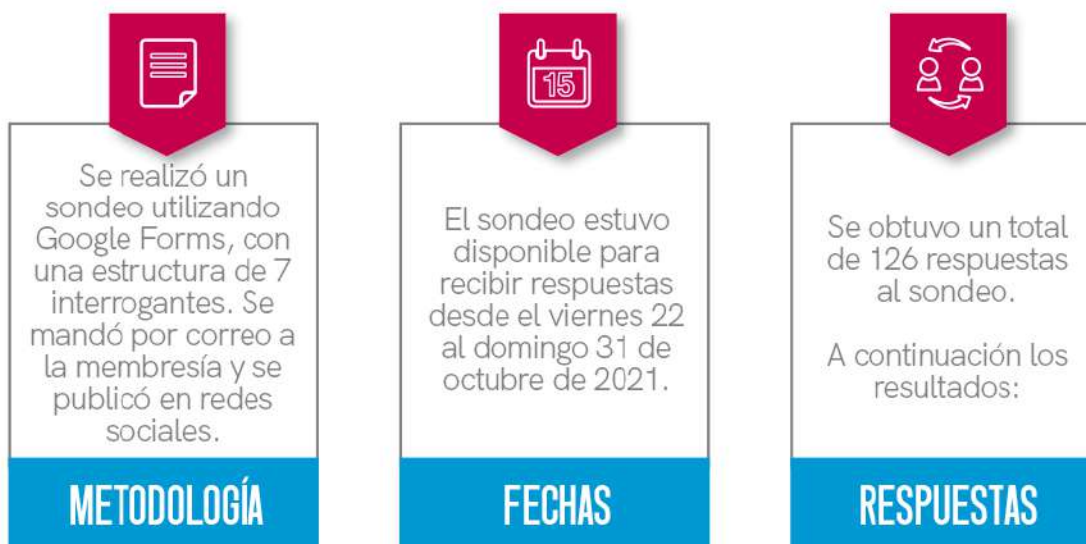 Se realizó un
sondeo utilizando
Google Forms, con
una estructura de 7
interrogantes. Se
mandó por correo a
la membresía y se
publicó en redes
sociales.
METODOLOGÍA
15
El sondeo estuvo
disponible para
recibir respuestas
desde el viernes 22
al domingo 31 de
octubre de 2021.
FECHAS
Se obtuvo un total
de 126 respuestas
al sondeo.
A continuación los
resultados:
RESPUESTAS